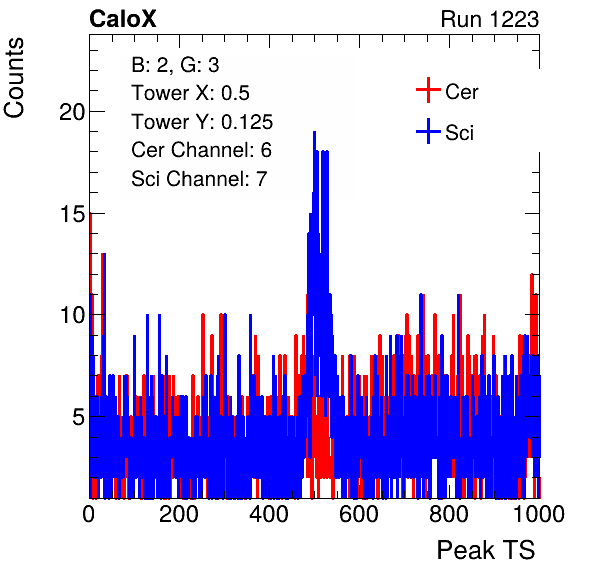 CaloX Run 1223
Counts
B: 2, G: 3
Tower X: 0.5
Tower Y: 0.125
Cer Channel: 6
Sci Channel: 7
Cer
Sci
20
15
10
5
0 200 400 600 800 1000
Peak TS